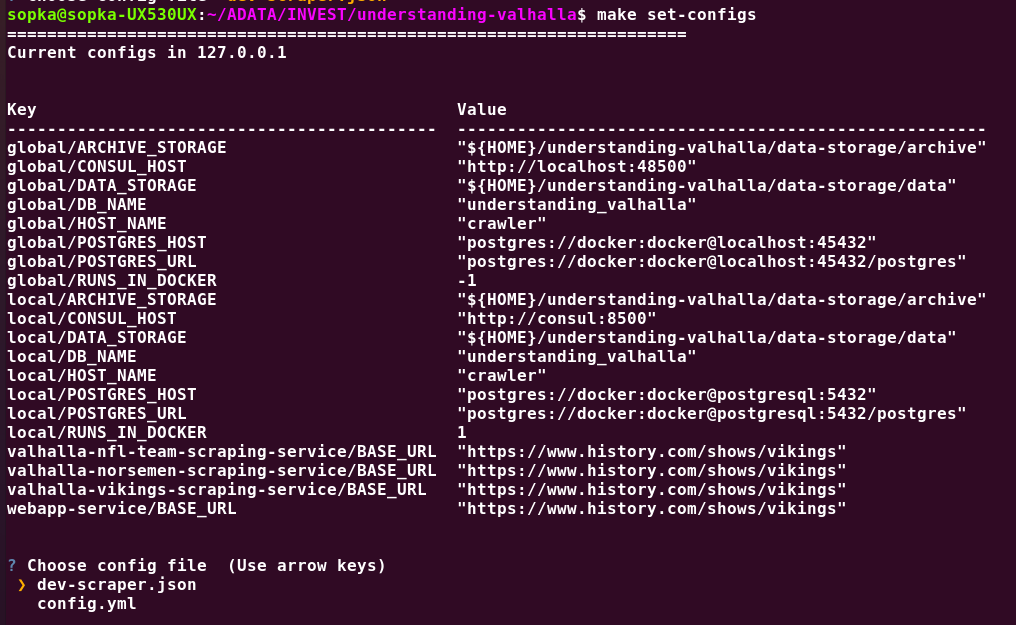 sopka@sopka-UX530UX:~/ADATA/INVEST/understanding-valhalla$ make set-configs
====================================================================
Current configs in 127.0.0.1
Key                                          Value
-------------------------------------------  -----------------------------------------------------
global/ARCHIVE_STORAGE                       "${HOME}/understanding-valhalla/data-storage/archive"
global/CONSUL_HOST                           "http://localhost:48500"
global/DATA_STORAGE                          "${HOME}/understanding-valhalla/data-storage/data"
global/DB_NAME                               "understanding_valhalla"
global/HOST_NAME                             "crawler"
global/POSTGRES_HOST                         "postgres://docker:docker@localhost:45432"
global/POSTGRES_URL                          "postgres://docker:docker@localhost:45432/postgres"
global/RUNS_IN_DOCKER                        -1
local/ARCHIVE_STORAGE                        "${HOME}/understanding-valhalla/data-storage/archive"
local/CONSUL_HOST                            "http://consul:8500"
local/DATA_STORAGE                           "${HOME}/understanding-valhalla/data-storage/data"
local/DB_NAME                                "understanding_valhalla"
local/HOST_NAME                              "crawler"
local/POSTGRES_HOST                          "postgres://docker:docker@postgresql:5432"
local/POSTGRES_URL                           "postgres://docker:docker@postgresql:5432/postgres"
local/RUNS_IN_DOCKER                         1
valhalla-nfl-team-scraping-service/BASE_URL  "https://www.history.com/shows/vikings"
valhalla-norsemen-scraping-service/BASE_URL  "https://www.history.com/shows/vikings"
valhalla-vikings-scraping-service/BASE_URL   "https://www.history.com/shows/vikings"
webapp-service/BASE_URL                      "https://www.history.com/shows/vikings"
? Choose config file  (Use arrow keys)
❯ dev-scraper.json
config.yml